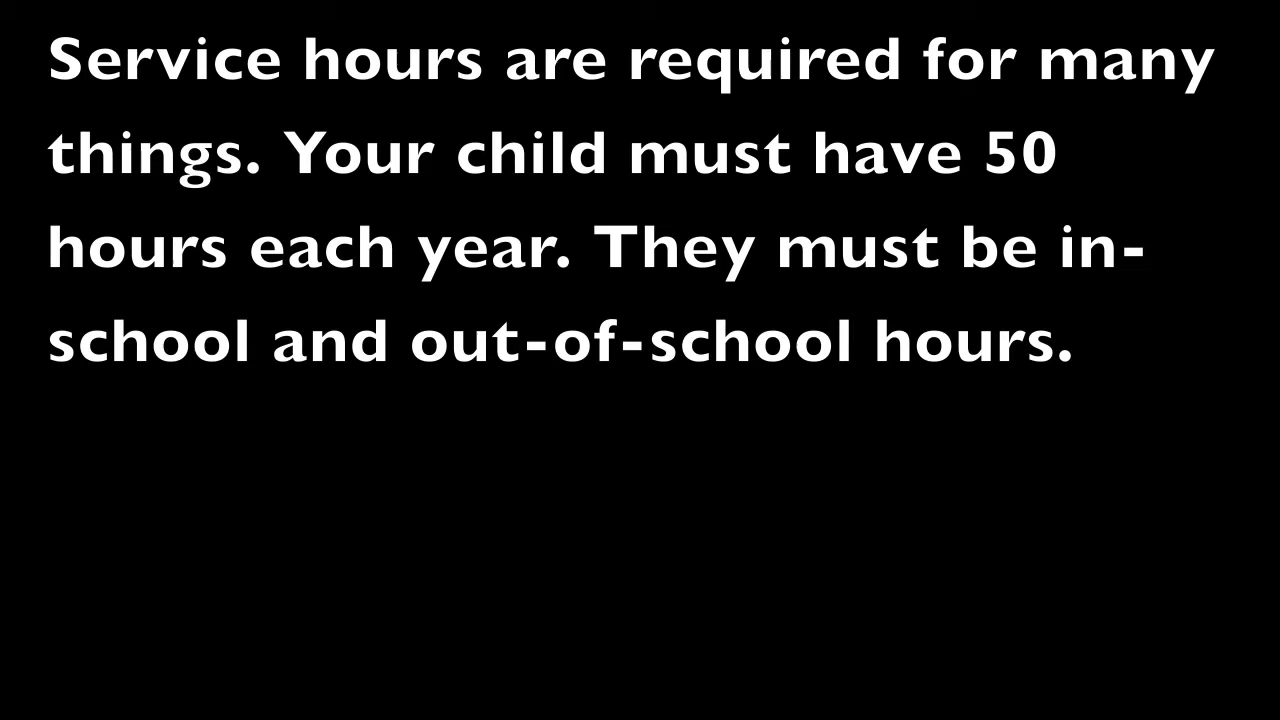 Service hours are required for many
things. Your child must have 50
hours each year. They must be in-
school and out-of-school hours.